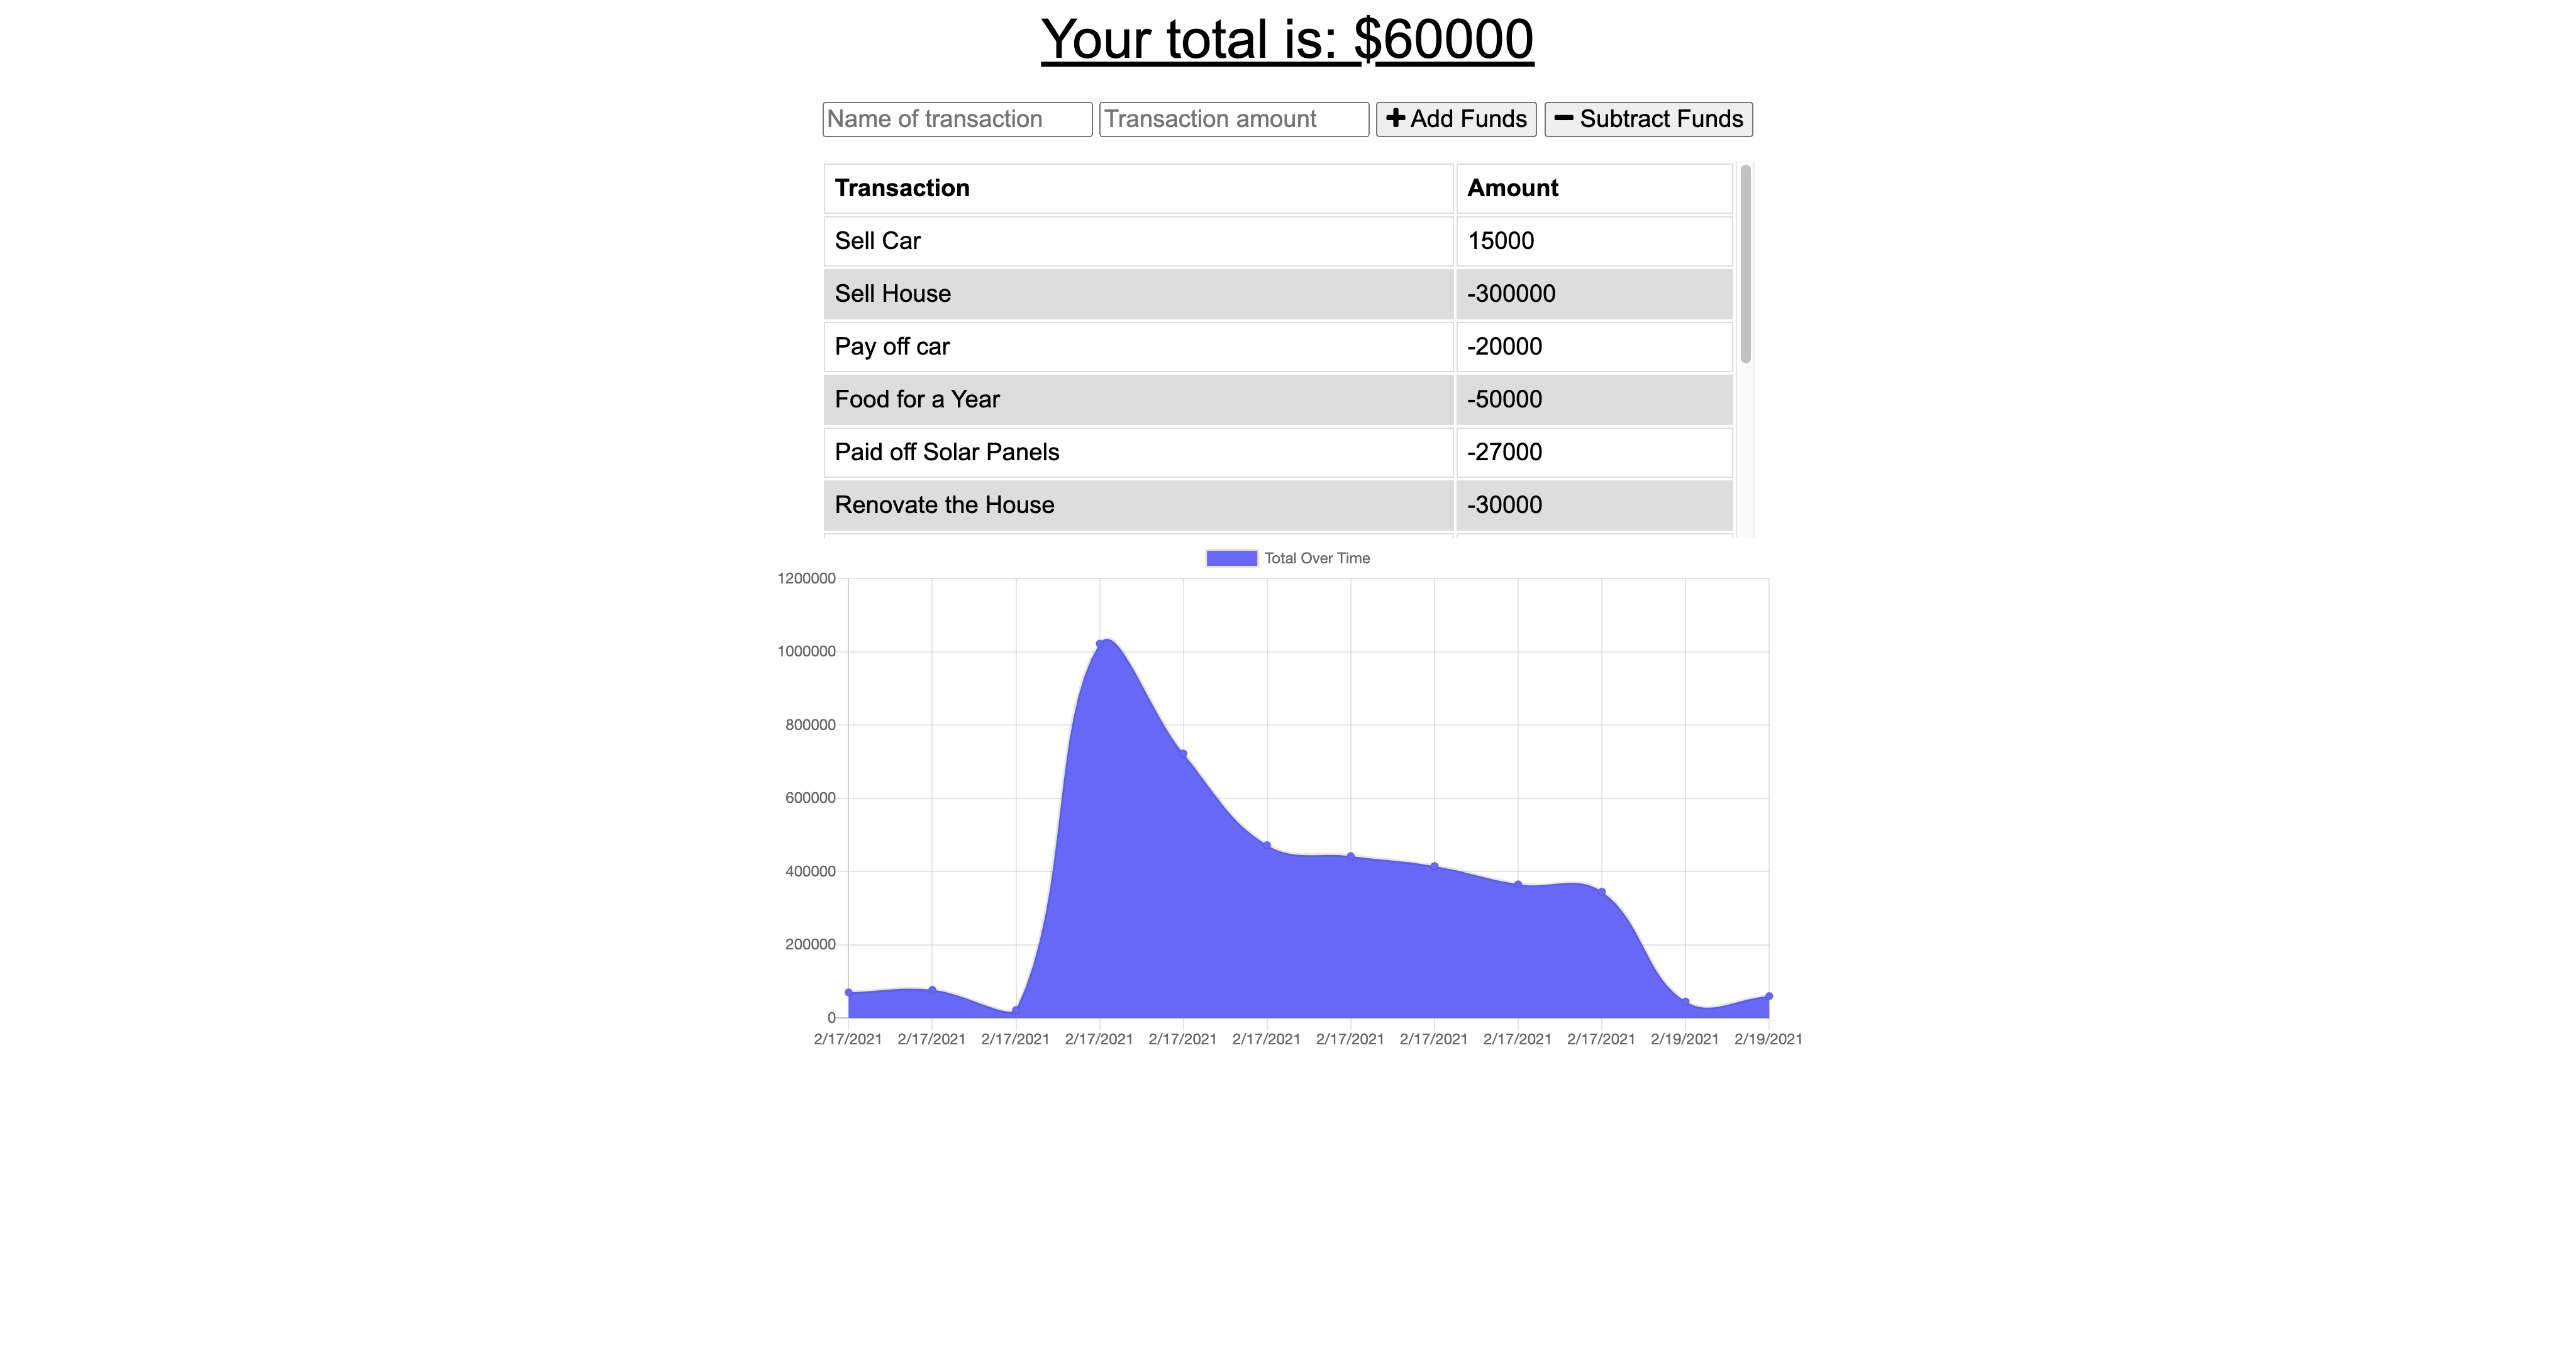 Your total is: $60000
Name of transaction Transaction amount Add Funds Subtract Funds
Transaction Amount
Sell Car 15000
Sell House -300000
Pay off car -20000
Food for a Year -50000
Paid off Solar Panels -27000
Renovate the House -30000
Total Over Time
1200000
1000000
800000
600000
400000
200000
0
2/17/2021 2/17/2021 2/17/2021 2/17/2021 2/17/2021 2/17/2021 2/17/2021 2/17/2021 2/17/2021 2/17/2021 2/19/2021 2/19/2021